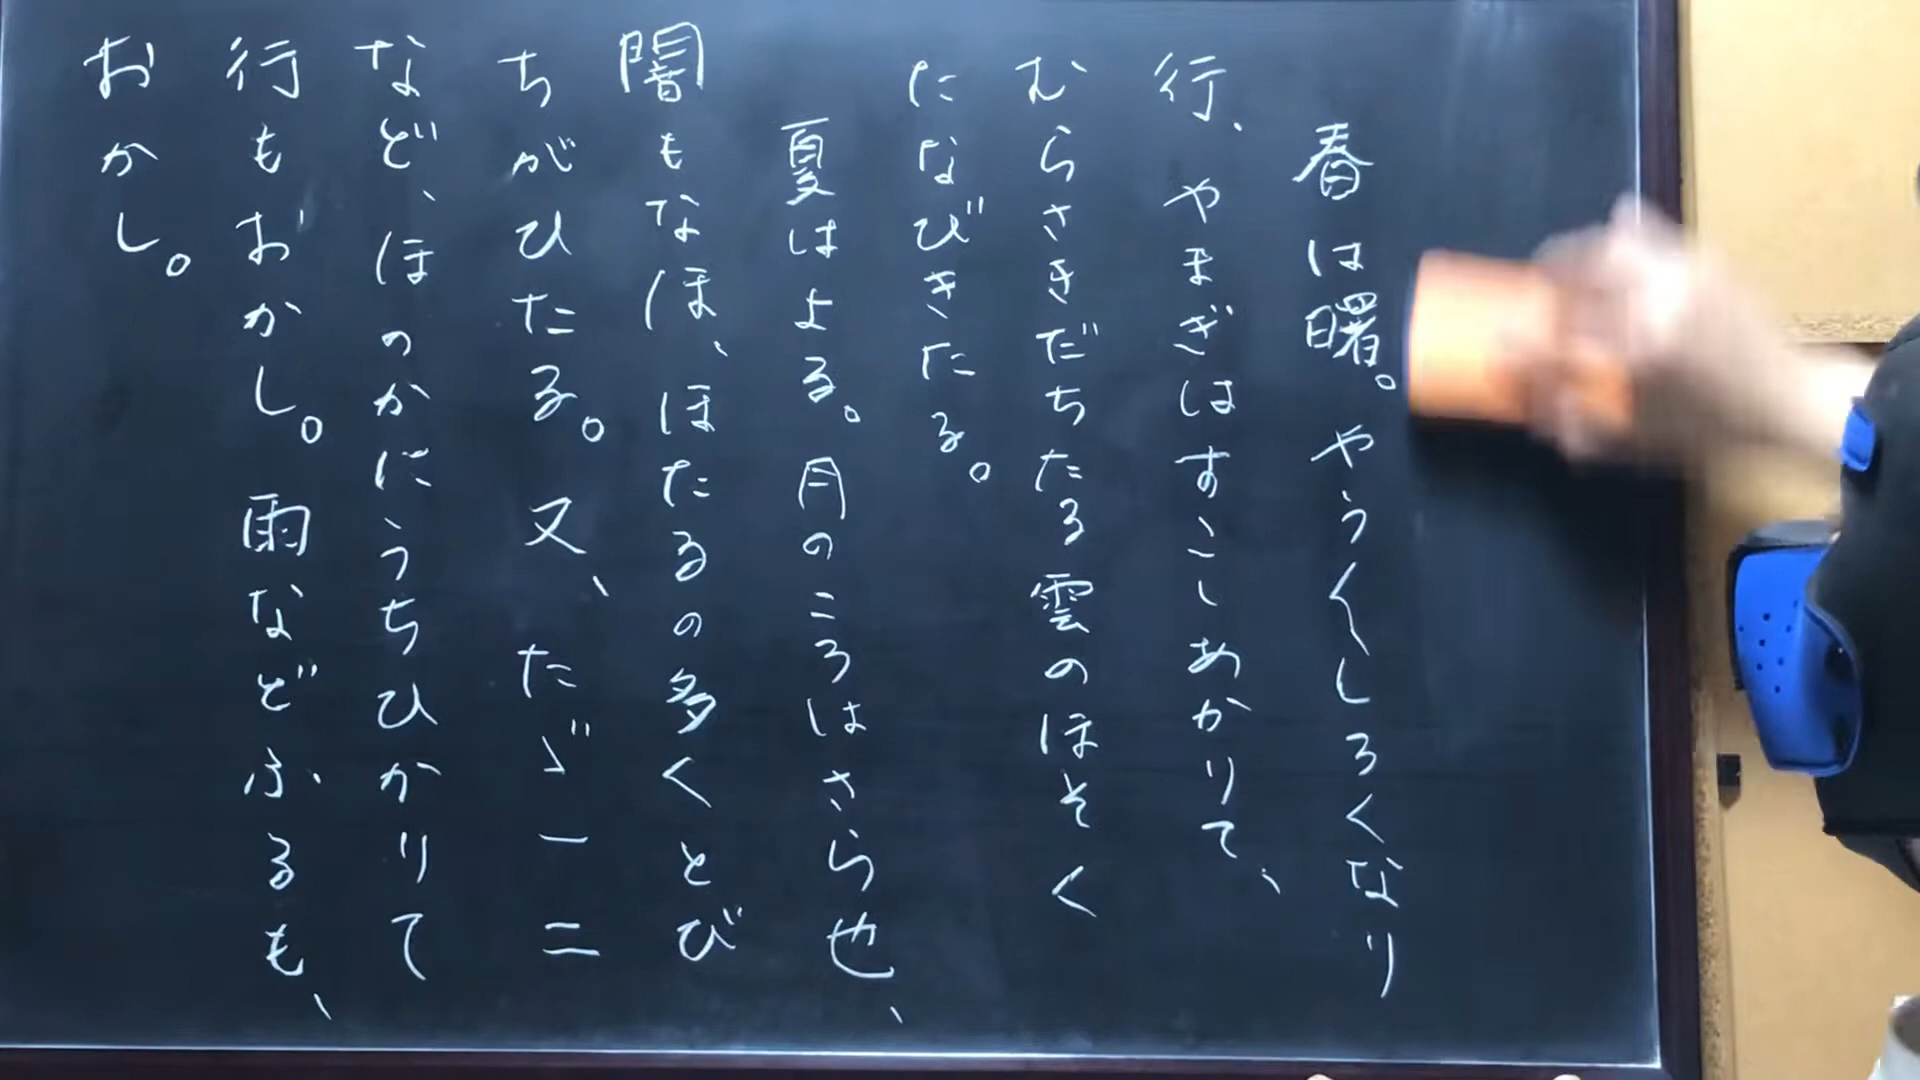 春は曙。やう〱しろくなり
行、やまぎはすこしあかりて、
むらさきだちたる雲のほそく
たなびきたる。
夏はよる。月のころはさら也、
闇もなほ、ほたるの多くとび
ちがひたる。又、たゞ一二
など、ほのかにうちひかりて
行もおかし。雨などふるも、
おかし。